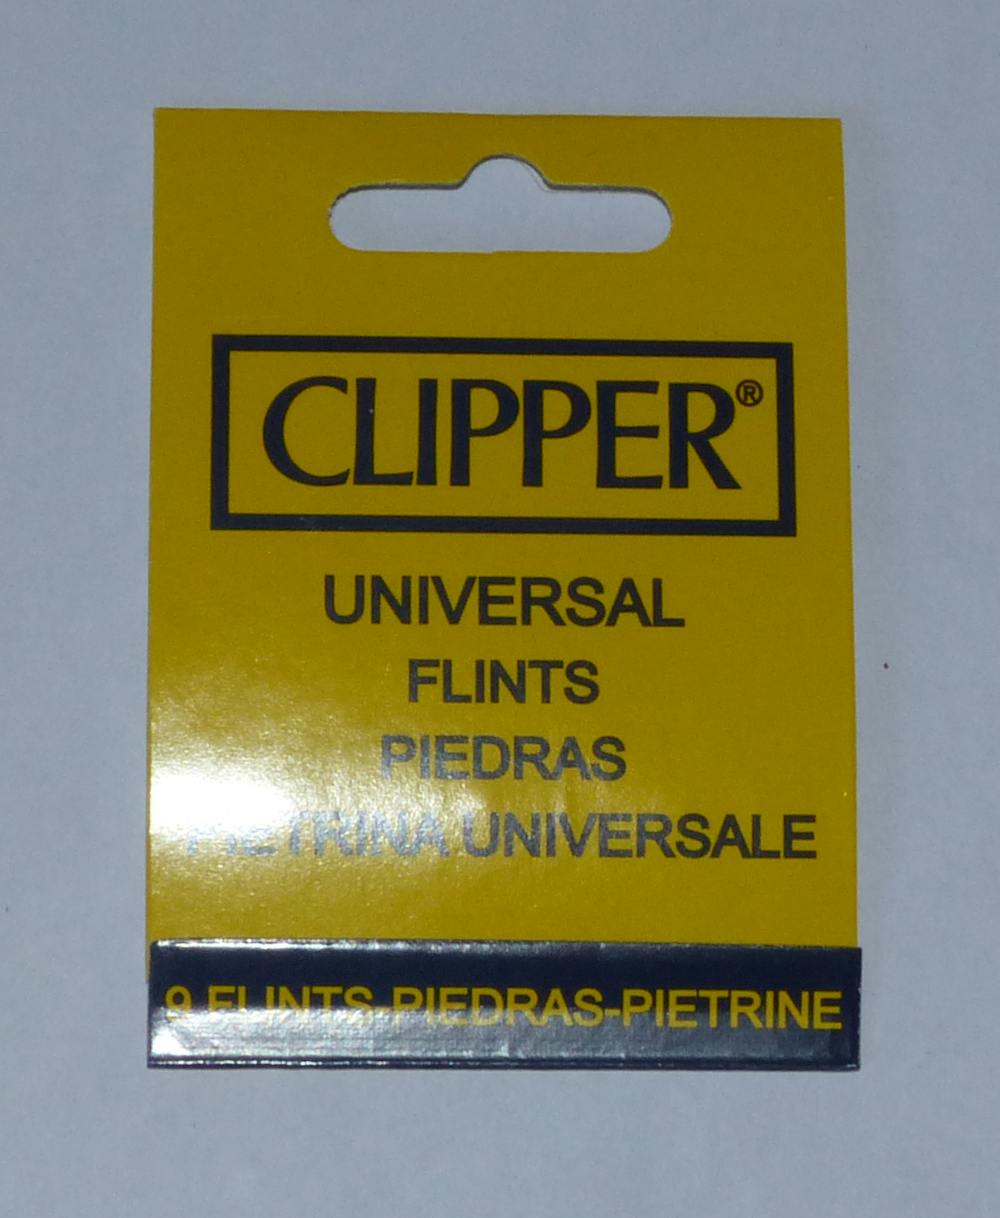 CLIPPER®
UNIVERSAL
FLINTS
PIEDRAS
PIETRINA UNIVERSALE
9 FLINTS-PIEDRAS-PIETRINE